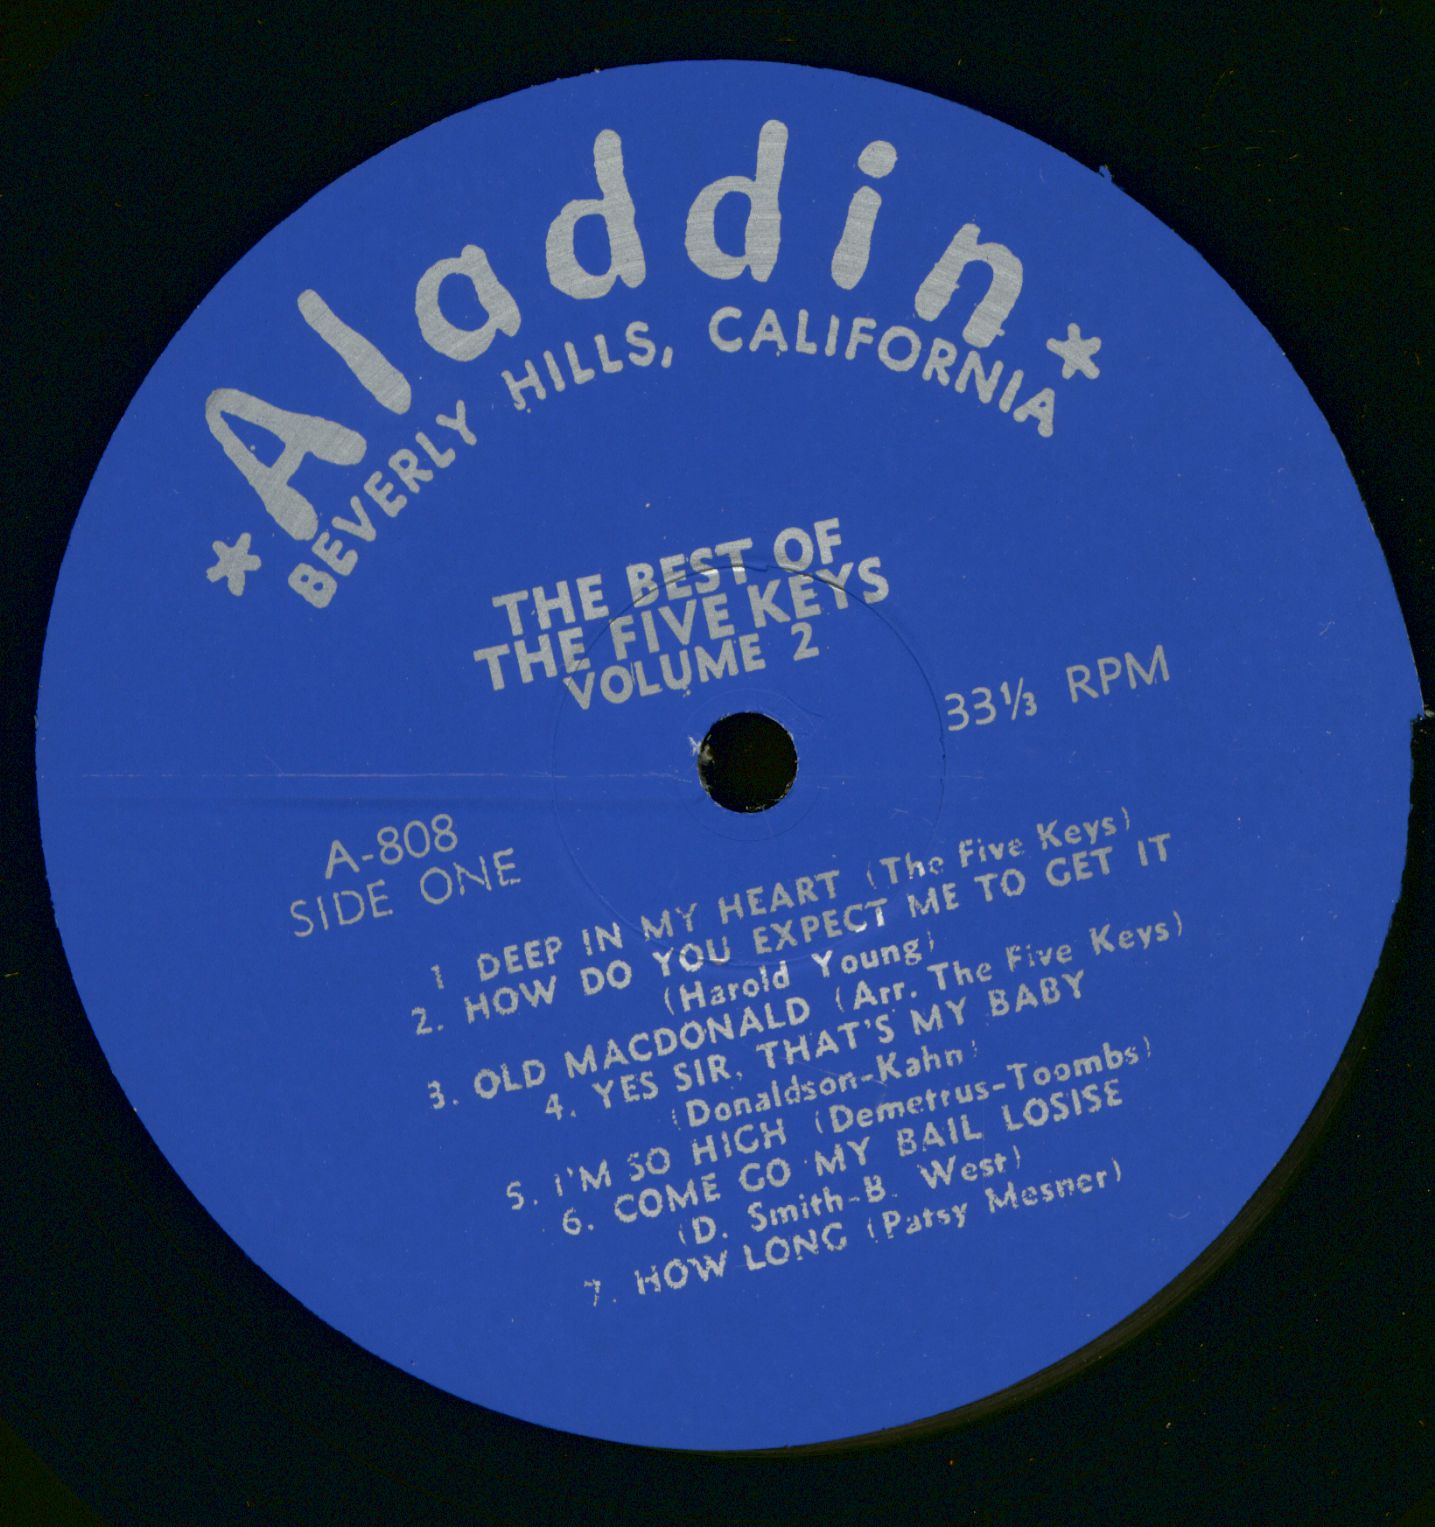 *Aladdin*
BEVERLY HILLS, CALIFORNIA
THE BEST OF
THE FIVE KEYS
VOLUME 2
33⅓ RPM
A-808
SIDE ONE
1 DEEP IN MY HEART (The Five Keys)
2. HOW DO YOU EXPECT ME TO GET IT
(Harold Young)
3. OLD MACDONALD (Arr. The Five Keys)
4. YES SIR, THAT'S MY BABY
(Donaldson-Kahn)
5. I'M SO HIGH (Demetrus-Toombs)
6. COME GO MY BAIL LOSISE
(D. Smith-B. West)
7. HOW LONG (Patsy Mesner)